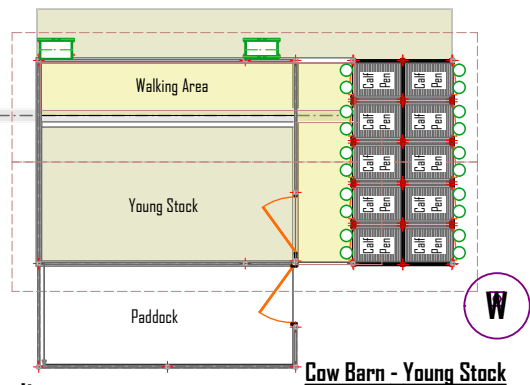 Walking Area
Calf Pen
Calf Pen
Calf Pen
Calf Pen
Young Stock
Calf Pen
Calf Pen
Calf Pen
Calf Pen
Calf Pen
Calf Pen
Paddock
W
Cow Barn - Young Stock